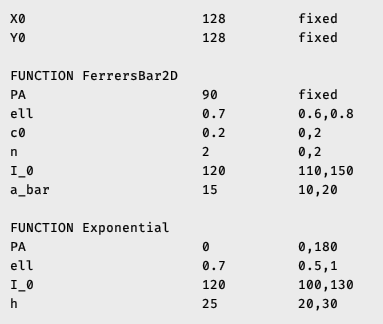 X0 128 fixed
Y0 128 fixed
FUNCTION FerrersBar2D
PA 90 fixed
ell 0.7 0.6,0.8
c0 0.2 0,2
n 2 0,2
I_0 120 110,150
a_bar 15 10,20
FUNCTION Exponential
PA 0 0,180
ell 0.7 0.5,1
I_0 120 100,130
h 25 20,30